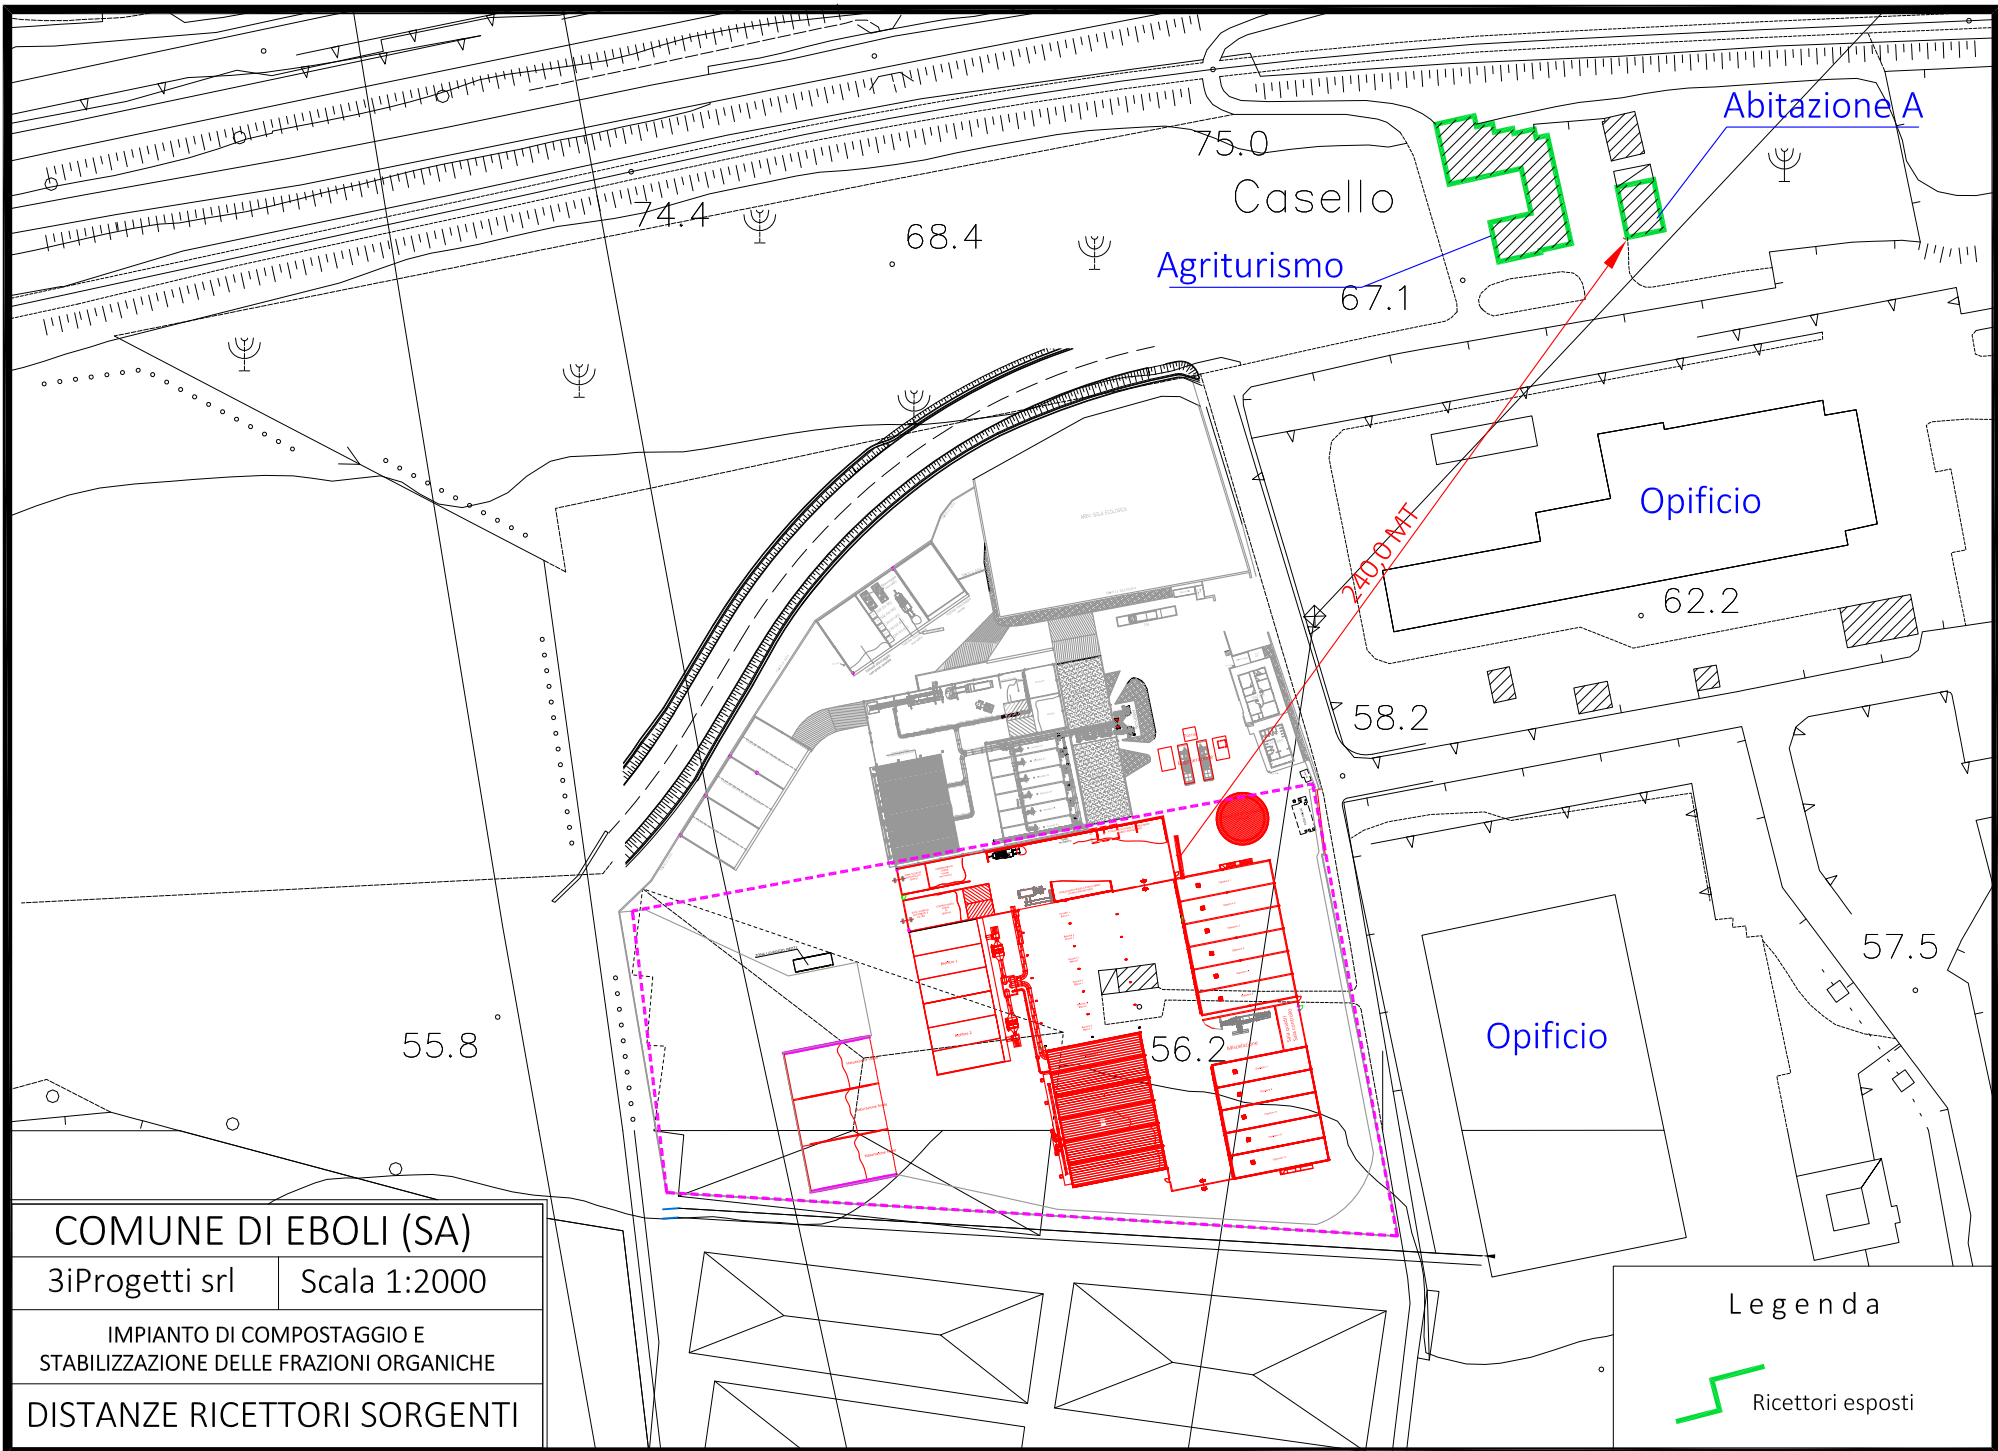 Abitazione A
75.0
Casello
74.4
68.4
Agriturismo
67.1
Opificio
240,0 MT
62.2
58.2
57.5
55.8
56.2
Opificio
COMUNE DI EBOLI (SA)
3iProgetti srl
Scala 1:2000
IMPIANTO DI COMPOSTAGGIO E
STABILIZZAZIONE DELLE FRAZIONI ORGANICHE
DISTANZE RICETTORI SORGENTI
Legenda
Ricettori esposti